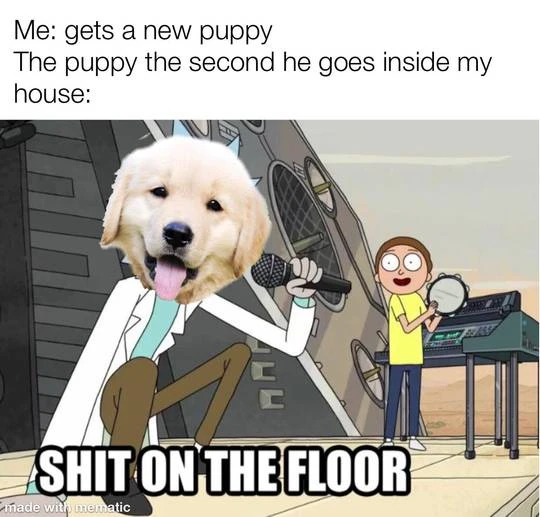 Me: gets a new puppy
The puppy the second he goes inside my
house:
SHIT ON THE FLOOR
made with mematic